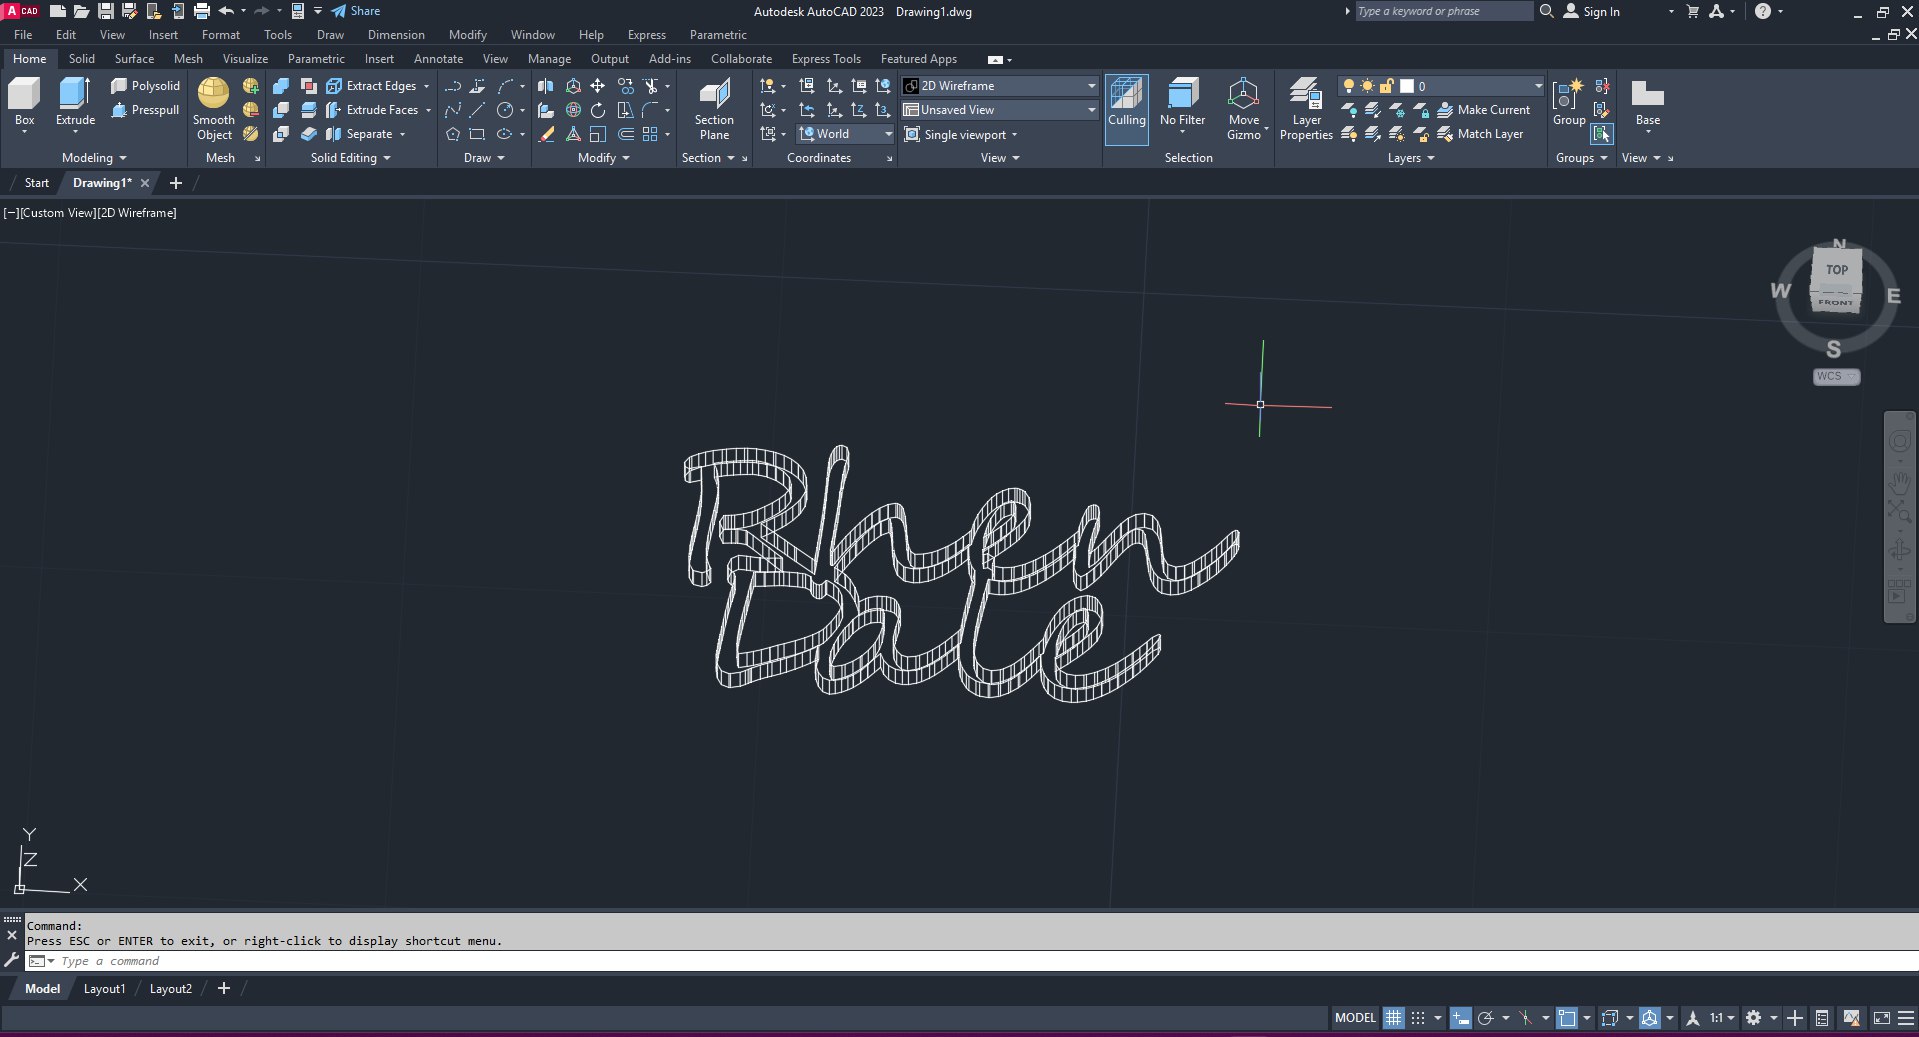 A CAD Share Autodesk AutoCAD 2023 Drawing1.dwg Type a keyword or phrase Sign In
File Edit View Insert Format Tools Draw Dimension Modify Window Help Express Parametric
Home Solid Surface Mesh Visualize Parametric Insert Annotate View Manage Output Add-ins Collaborate Express Tools Featured Apps
Polysolid Extract Edges 2D Wireframe 0
Presspull Extrude Faces Unsaved View Make Current
Box Extrude Smooth Object Separate Section Plane World Single viewport Culling No Filter Move Gizmo Layer Properties Match Layer Group Base
Modeling Mesh Solid Editing Draw Modify Section Coordinates View Selection Layers Groups View
Start Drawing1* +
[−][Custom View][2D Wireframe]
N
TOP
W FRONT E
S
WCS
Rhen
Date
Y
Z
X
Command:
Press ESC or ENTER to exit, or right-click to display shortcut menu.
Type a command
Model Layout1 Layout2 +
MODEL 1:1